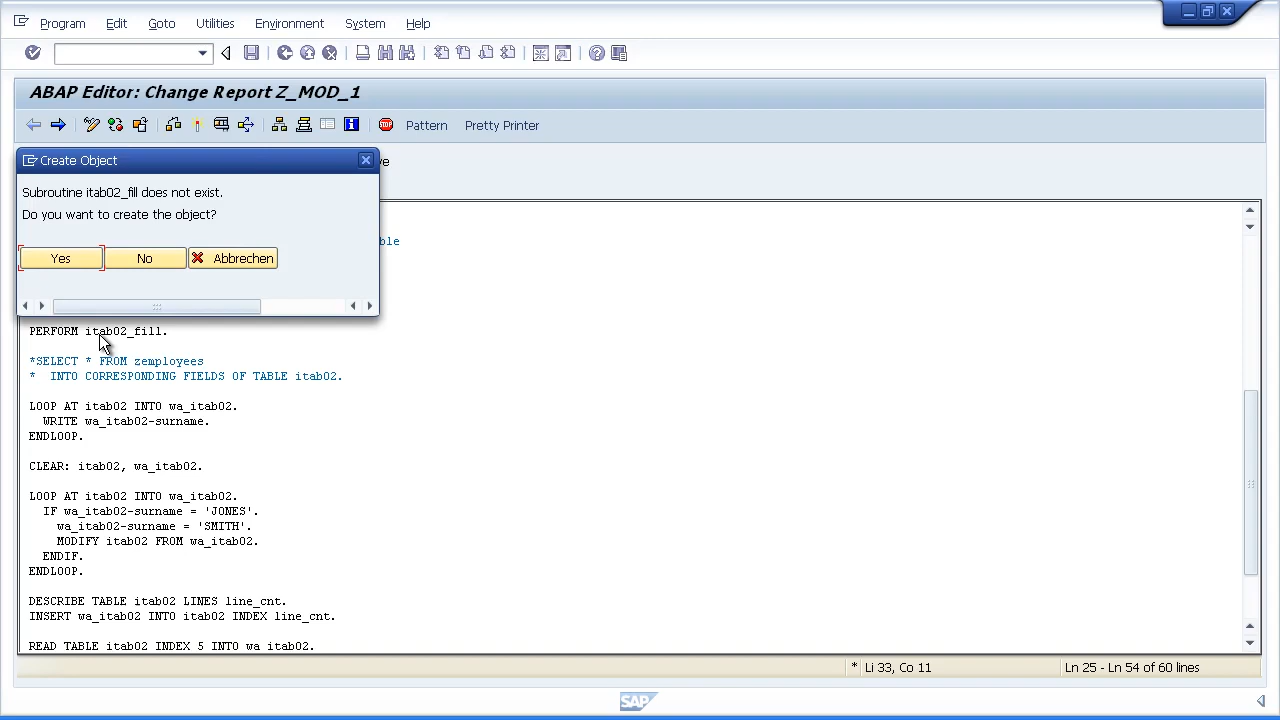 Program Edit Goto Utilities Environment System Help
ABAP Editor: Change Report Z_MOD_1
Pattern Pretty Printer
Create Object
Subroutine itab02_fill does not exist.
Do you want to create the object?
Yes No Abbrechen
ble
PERFORM itab02_fill.
*SELECT * FROM zemployees
*  INTO CORRESPONDING FIELDS OF TABLE itab02.
LOOP AT itab02 INTO wa_itab02.
  WRITE wa_itab02-surname.
ENDLOOP.
CLEAR: itab02, wa_itab02.
LOOP AT itab02 INTO wa_itab02.
  IF wa_itab02-surname = 'JONES'.
    wa_itab02-surname = 'SMITH'.
    MODIFY itab02 FROM wa_itab02.
  ENDIF.
ENDLOOP.
DESCRIBE TABLE itab02 LINES line_cnt.
INSERT wa_itab02 INTO itab02 INDEX line_cnt.
READ TABLE itab02 INDEX 5 INTO wa_itab02.
* Li 33, Co 11 Ln 25 - Ln 54 of 60 lines
SAP